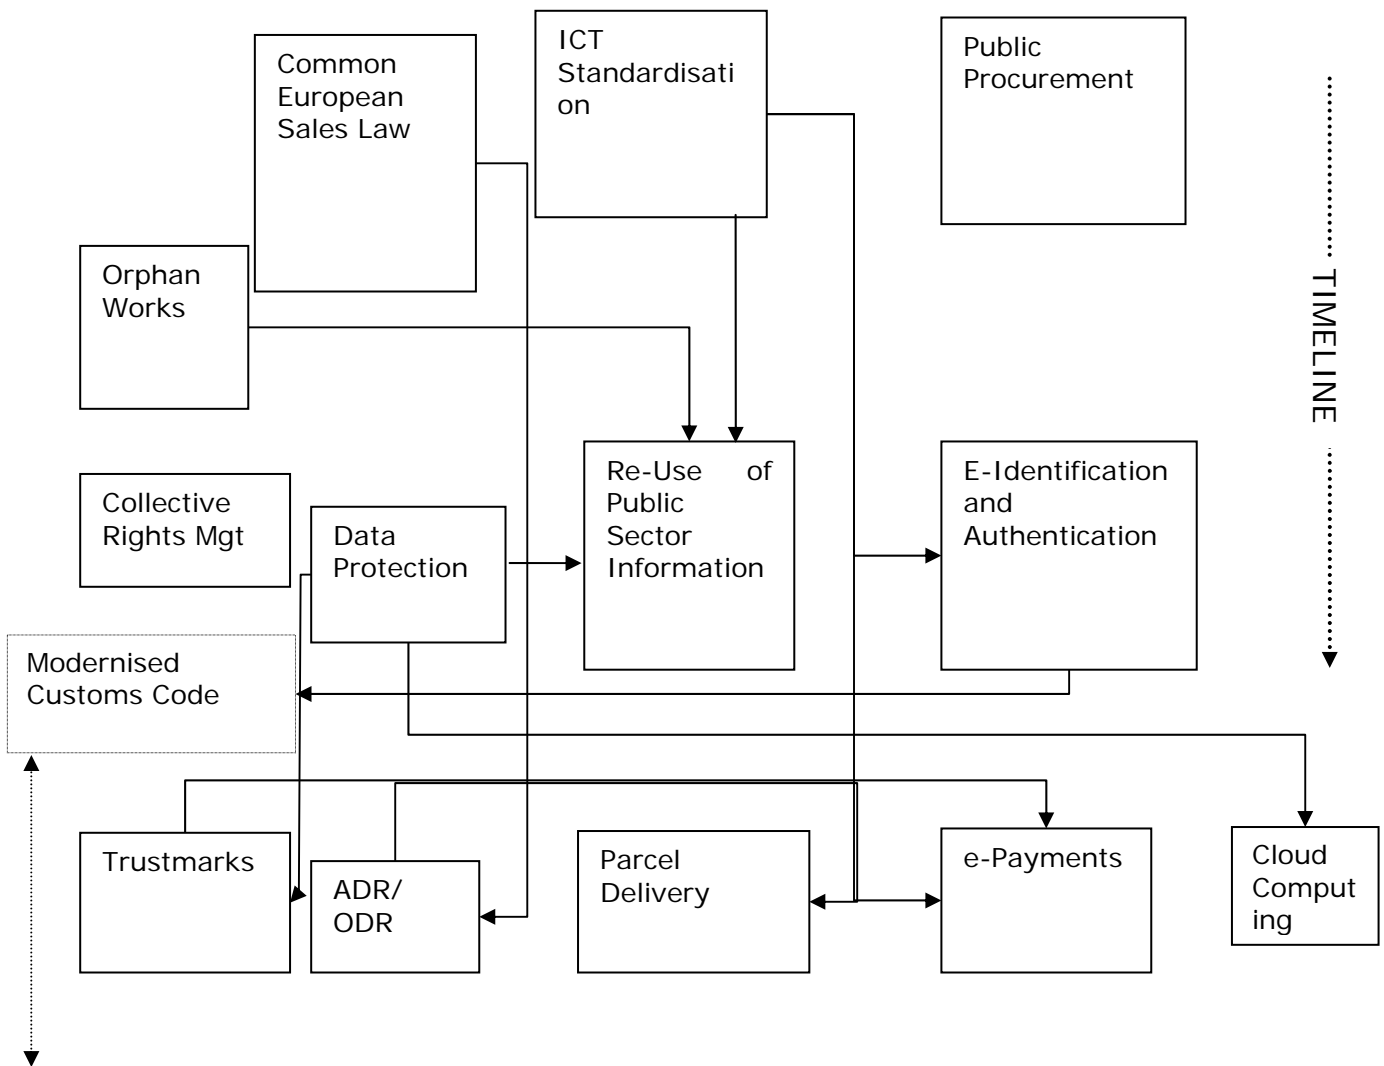 Common
European
Sales Law
ICT
Standardisati
on
Public
Procurement
Orphan
Works
TIMELINE
Collective
Rights Mgt
Data
Protection
Re-Use of
Public
Sector
Information
E-Identification
and
Authentication
Modernised
Customs Code
Trustmarks
ADR/
ODR
Parcel
Delivery
e-Payments
Cloud
Comput
ing